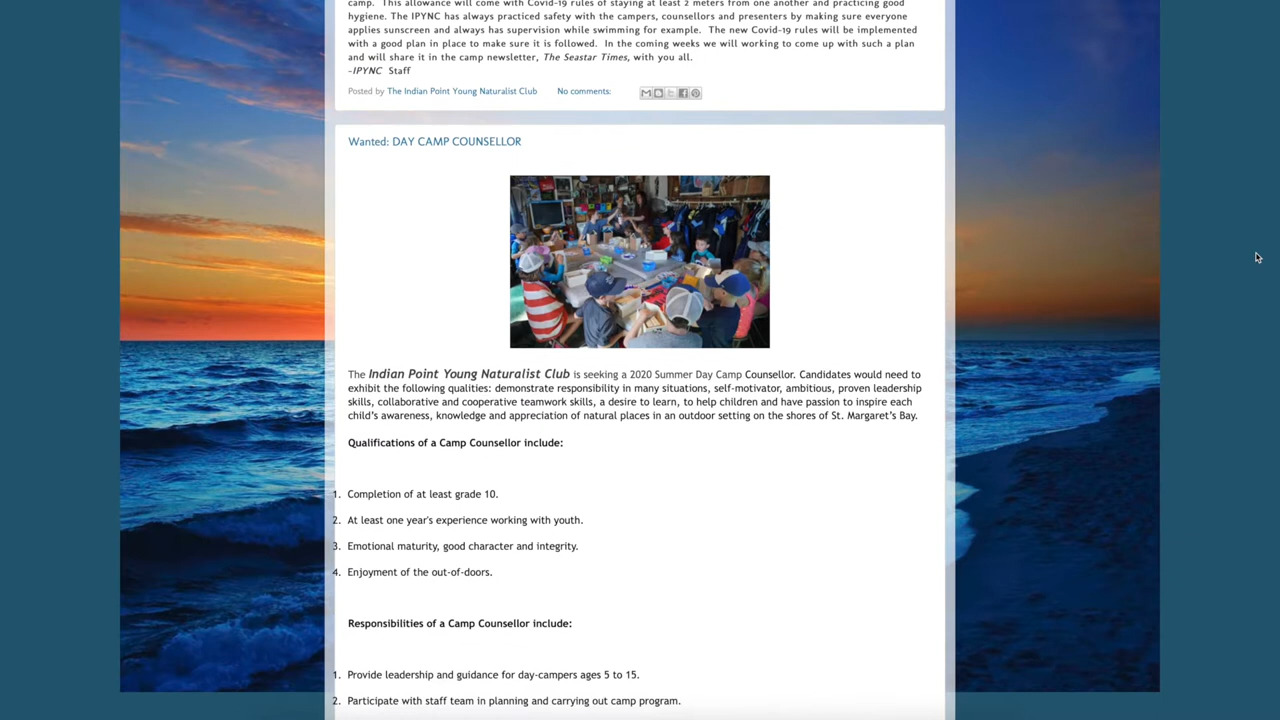 camp. This allowance will come with Covid-19 rules of staying at least 2 meters from one another and practicing good
hygiene. The IPYNC has always practiced safety with the campers, counsellors and presenters by making sure everyone
applies sunscreen and always has supervision while swimming for example. The new Covid-19 rules will be implemented
with a good plan in place to make sure it is followed. In the coming weeks we will working to come up with such a plan
and will share it in the camp newsletter, The Seastar Times, with you all.
-IPYNC Staff
Posted by The Indian Point Young Naturalist Club No comments:
Wanted: DAY CAMP COUNSELLOR
The Indian Point Young Naturalist Club is seeking a 2020 Summer Day Camp Counsellor. Candidates would need to
exhibit the following qualities: demonstrate responsibility in many situations, self-motivator, ambitious, proven leadership
skills, collaborative and cooperative teamwork skills, a desire to learn, to help children and have passion to inspire each
child's awareness, knowledge and appreciation of natural places in an outdoor setting on the shores of St. Margaret's Bay.
Qualifications of a Camp Counsellor include:
1. Completion of at least grade 10.
2. At least one year's experience working with youth.
3. Emotional maturity, good character and integrity.
4. Enjoyment of the out-of-doors.
Responsibilities of a Camp Counsellor include:
1. Provide leadership and guidance for day-campers ages 5 to 15.
2. Participate with staff team in planning and carrying out camp program.